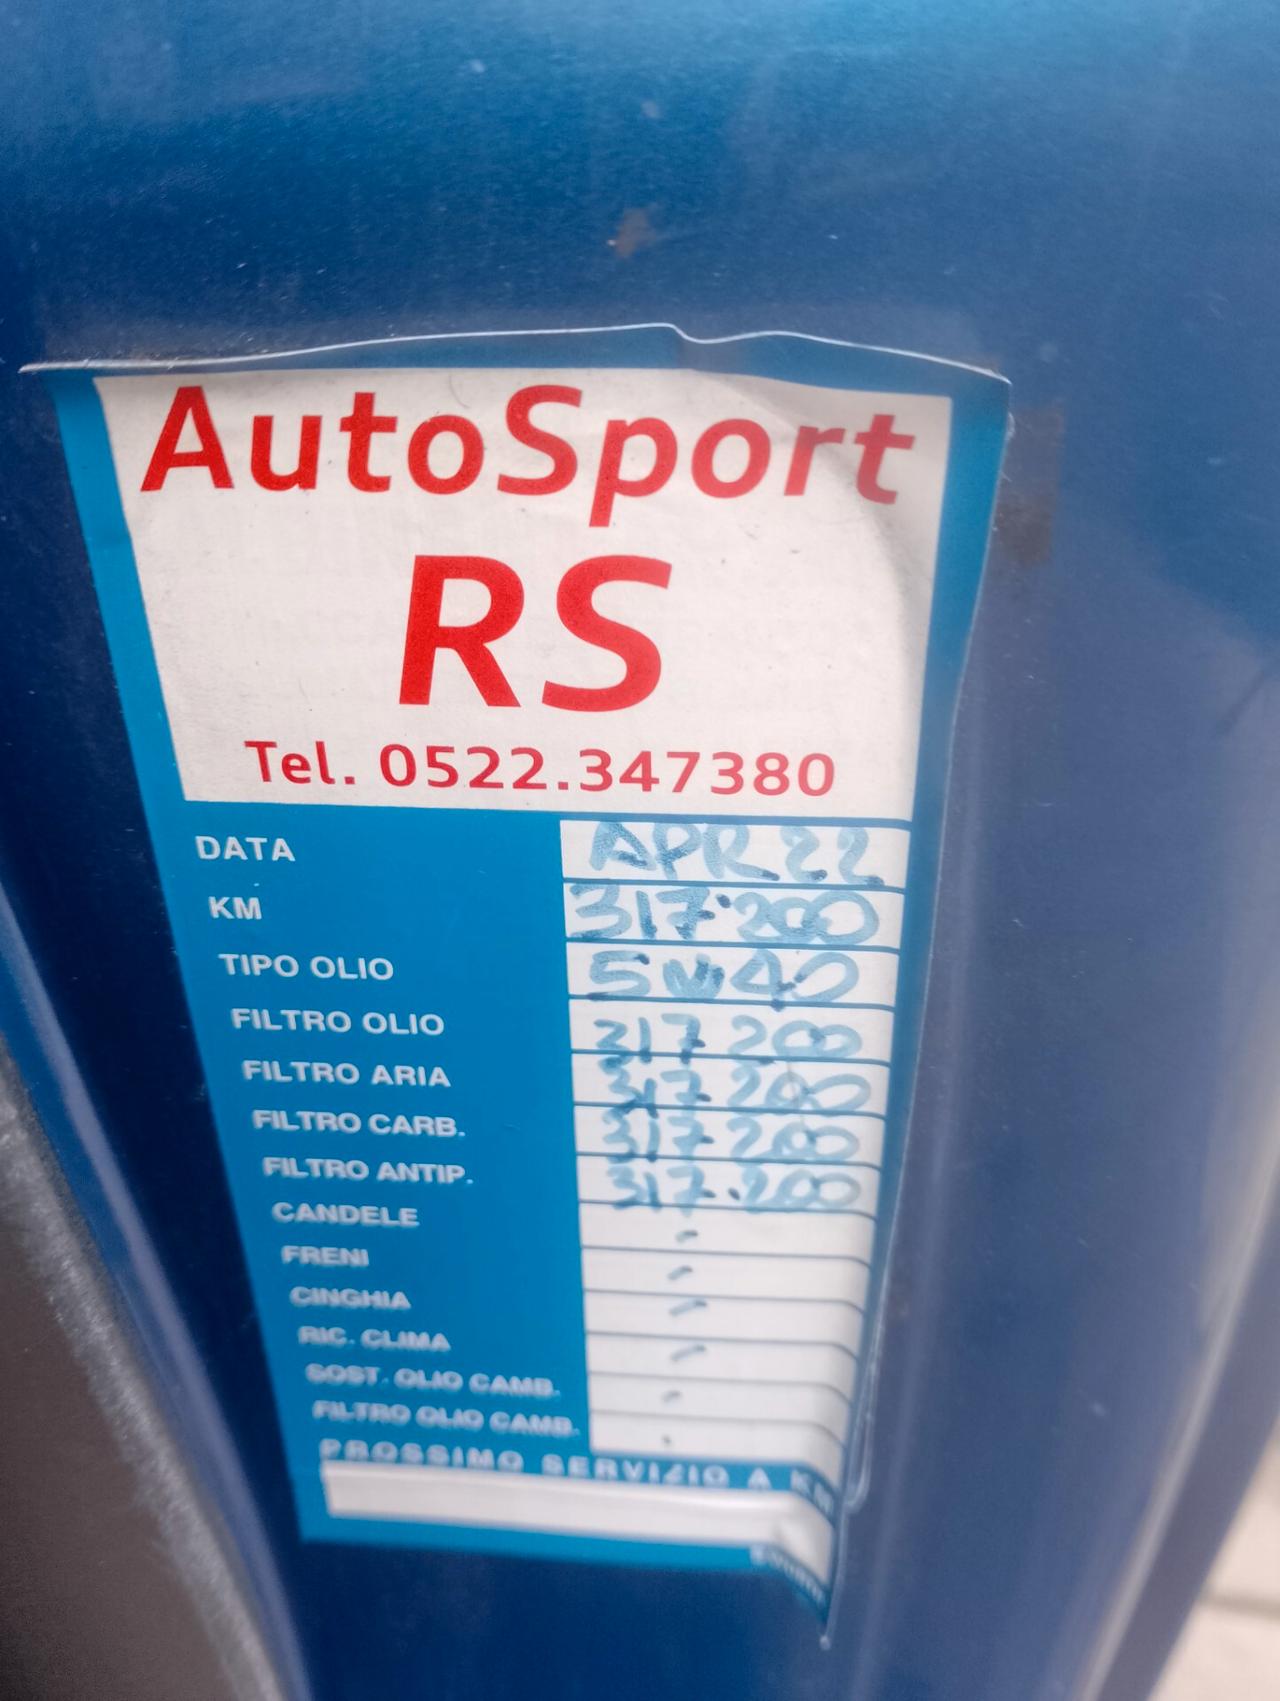 AutoSport
RS
Tel. 0522.347380
DATA APR 22
KM 317.200
TIPO OLIO 5W40
FILTRO OLIO 317 200
FILTRO ARIA 317 200
FILTRO CARB. 317 200
FILTRO ANTIP. 317.200
CANDELE -
FRENI -
CINGHIA -
RIC. CLIMA -
SOST. OLIO CAMB. -
FILTRO OLIO CAMB. -
PROSSIMO SERVIZIO A KM